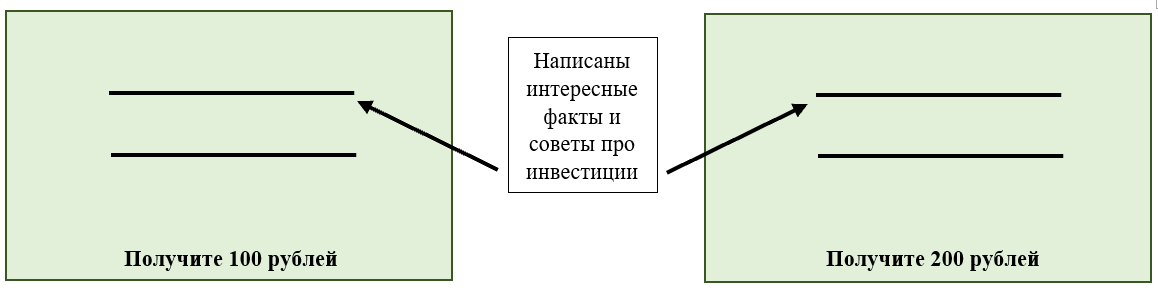 Написаны
интересные
факты и
советы про
инвестиции
Получите 100 рублей
Получите 200 рублей